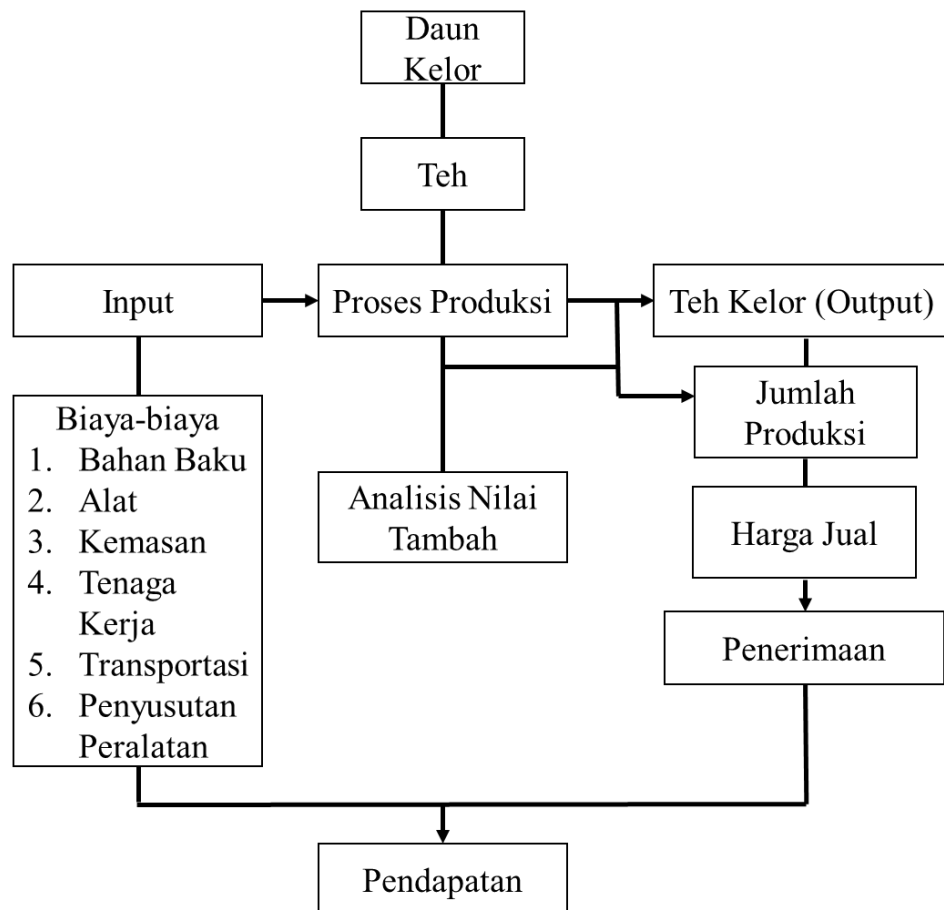 Daun
Kelor
Teh
Input
Proses Produksi
Teh Kelor (Output)
Biaya-biaya
1. Bahan Baku
2. Alat
3. Kemasan
4. Tenaga
Kerja
5. Transportasi
6. Penyusutan
Peralatan
Analisis Nilai
Tambah
Jumlah
Produksi
Harga Jual
Penerimaan
Pendapatan